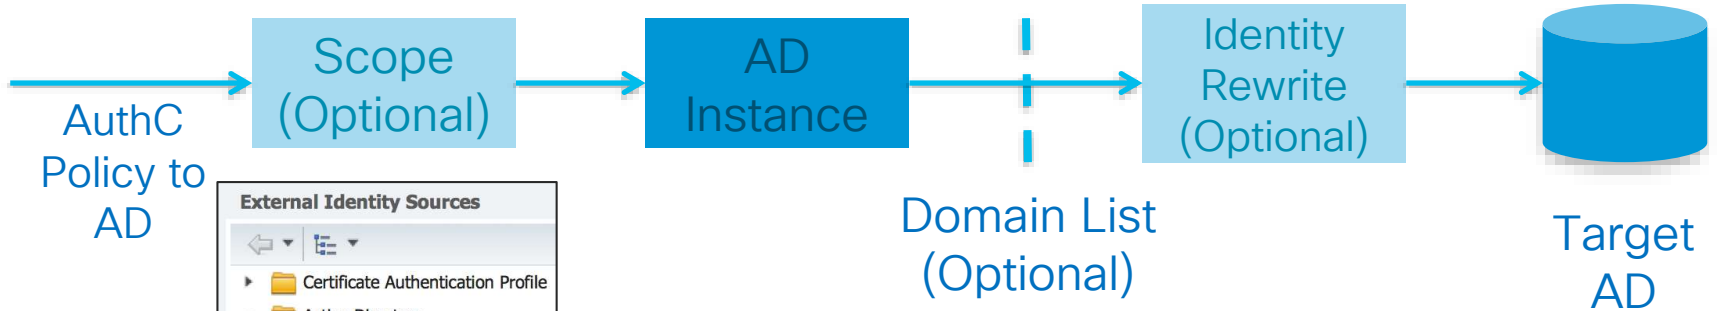 Scope
(Optional)
AD
Instance
Identity
Rewrite
(Optional)
AuthC
Policy to
AD
Domain List
(Optional)
Target
AD
External Identity Sources
Certificate Authentication Profile